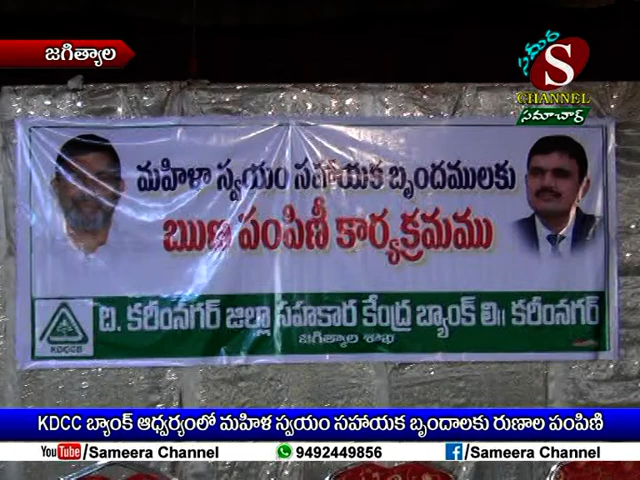 జగిత్యాల
సమీర
S
CHANNEL
సమాచార్
మహిళా స్వయం సహాయక బృందములకు
ఋణ పంపిణీ కార్యక్రమము
KDCCB
ది. కరీంనగర్ జిల్లా సహకార కేంద్ర బ్యాంక్ లి॥ కరీంనగర్
జగిత్యాల శాఖ
KDCC బ్యాంక్ ఆధ్వర్యంలో మహిళ స్వయం సహాయక బృందాలకు రుణాల పంపిణి
YouTube /Sameera Channel 9492449856 f /Sameera Channel